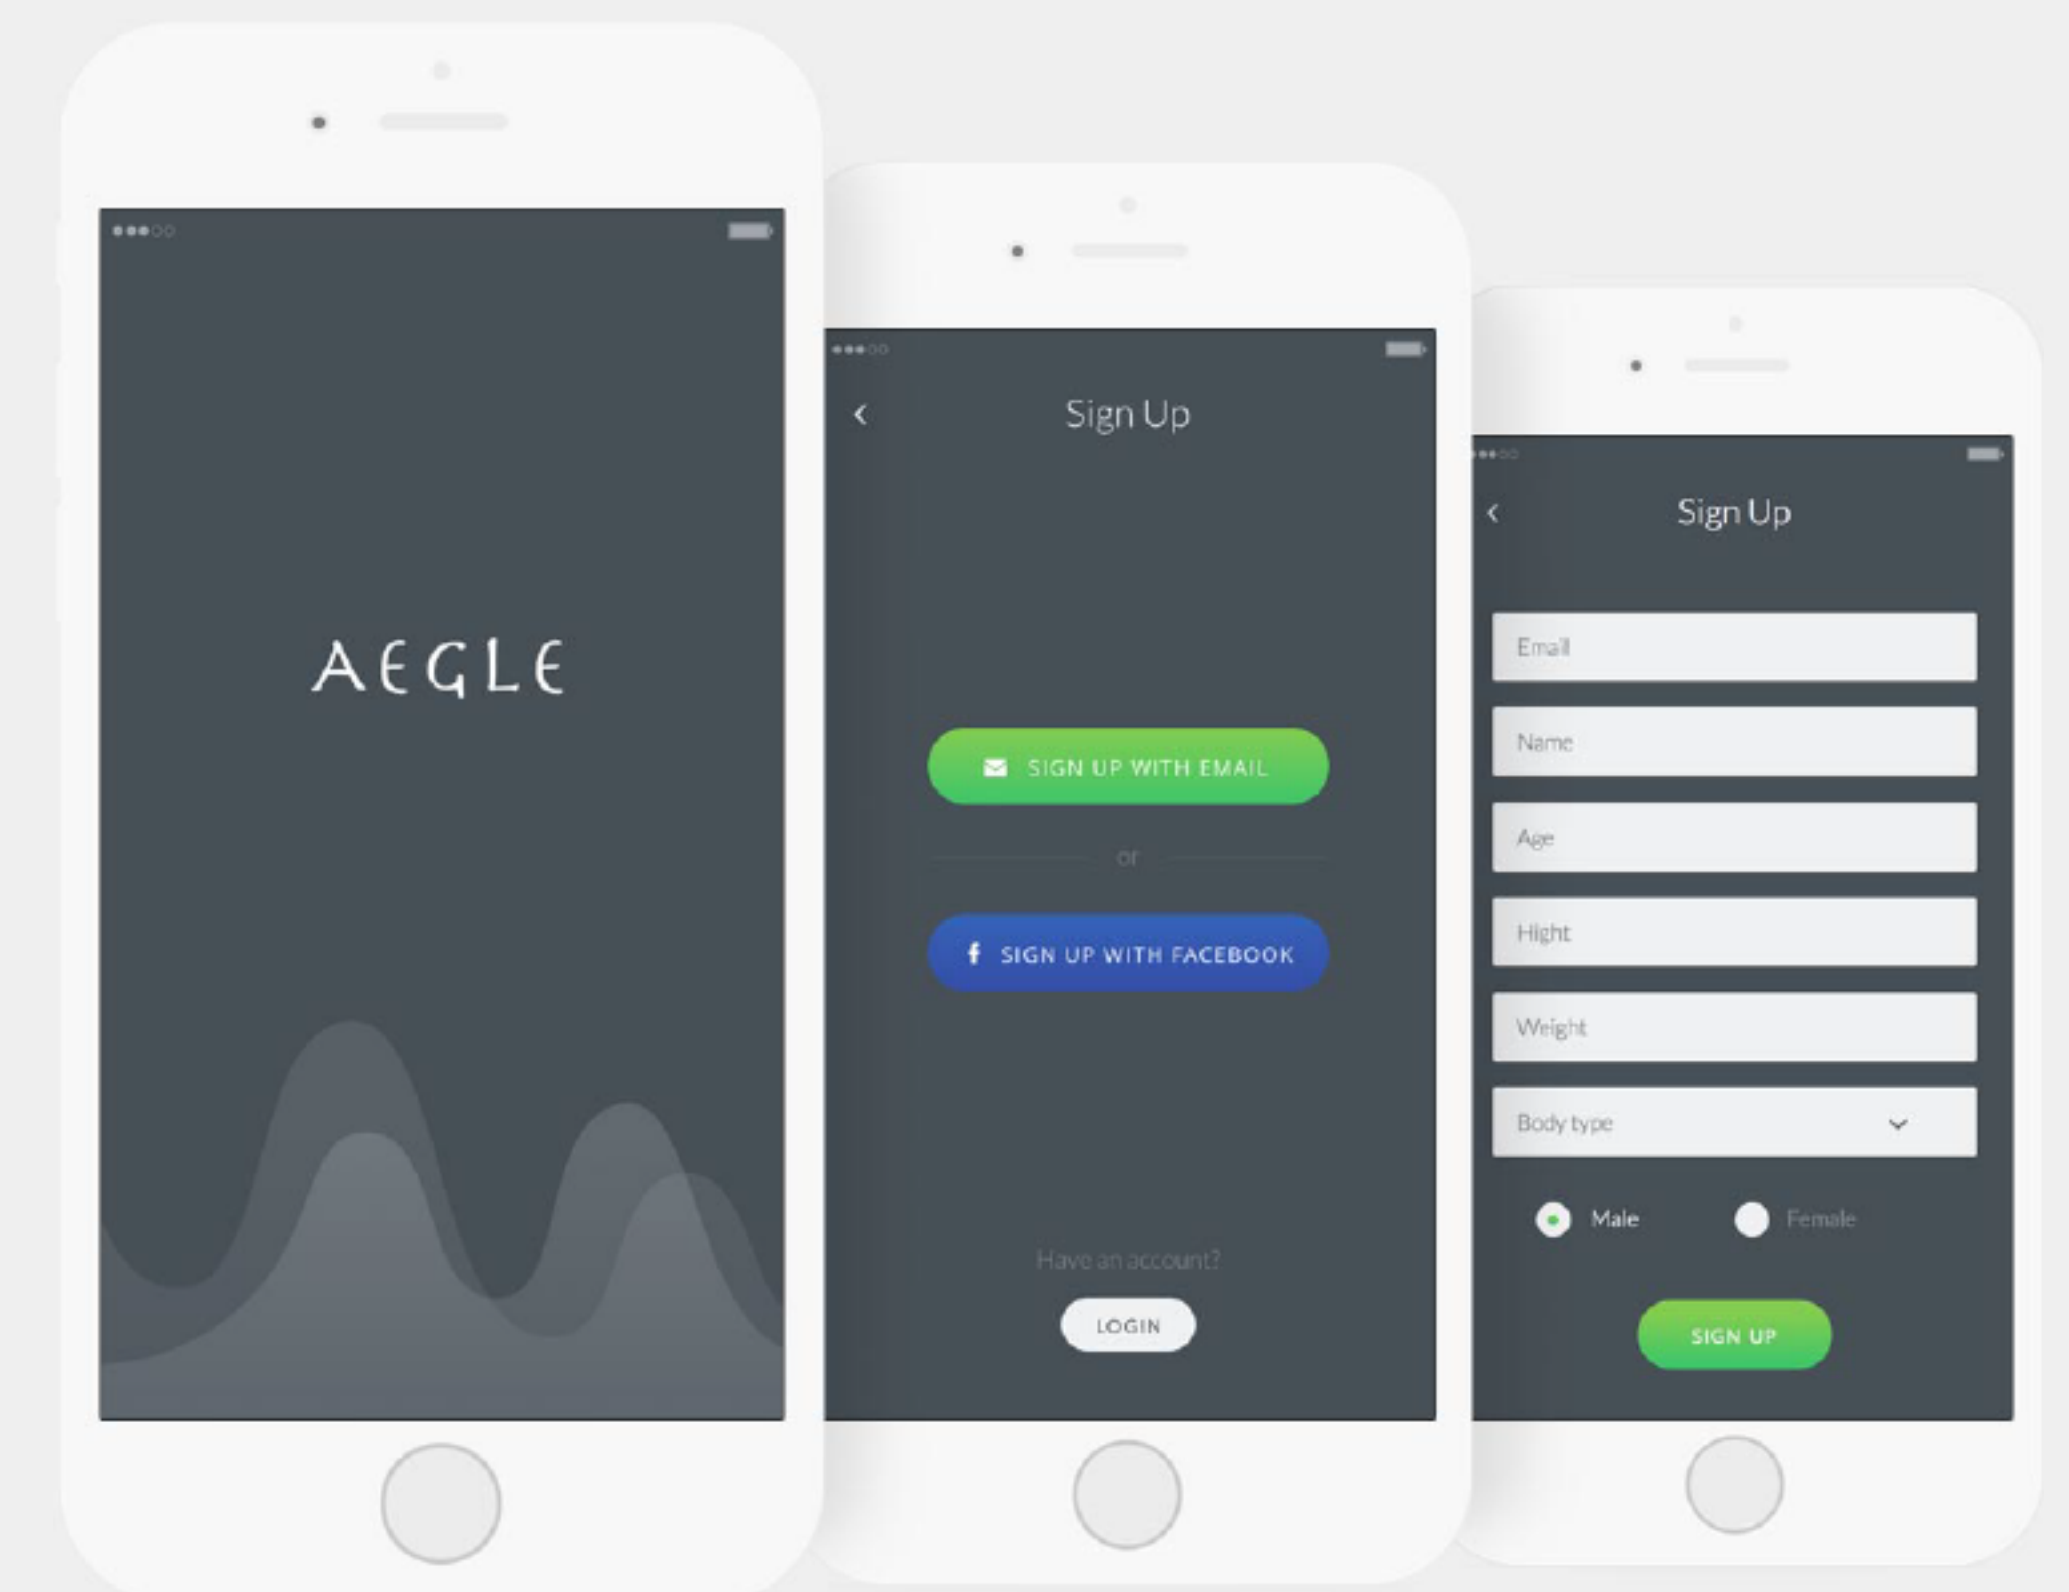 AEGLE
Sign Up
SIGN UP WITH EMAIL
or
SIGN UP WITH FACEBOOK
Have an account?
LOGIN
Sign Up
Email
Name
Age
Hight
Weight
Body type
Male
Female
SIGN UP